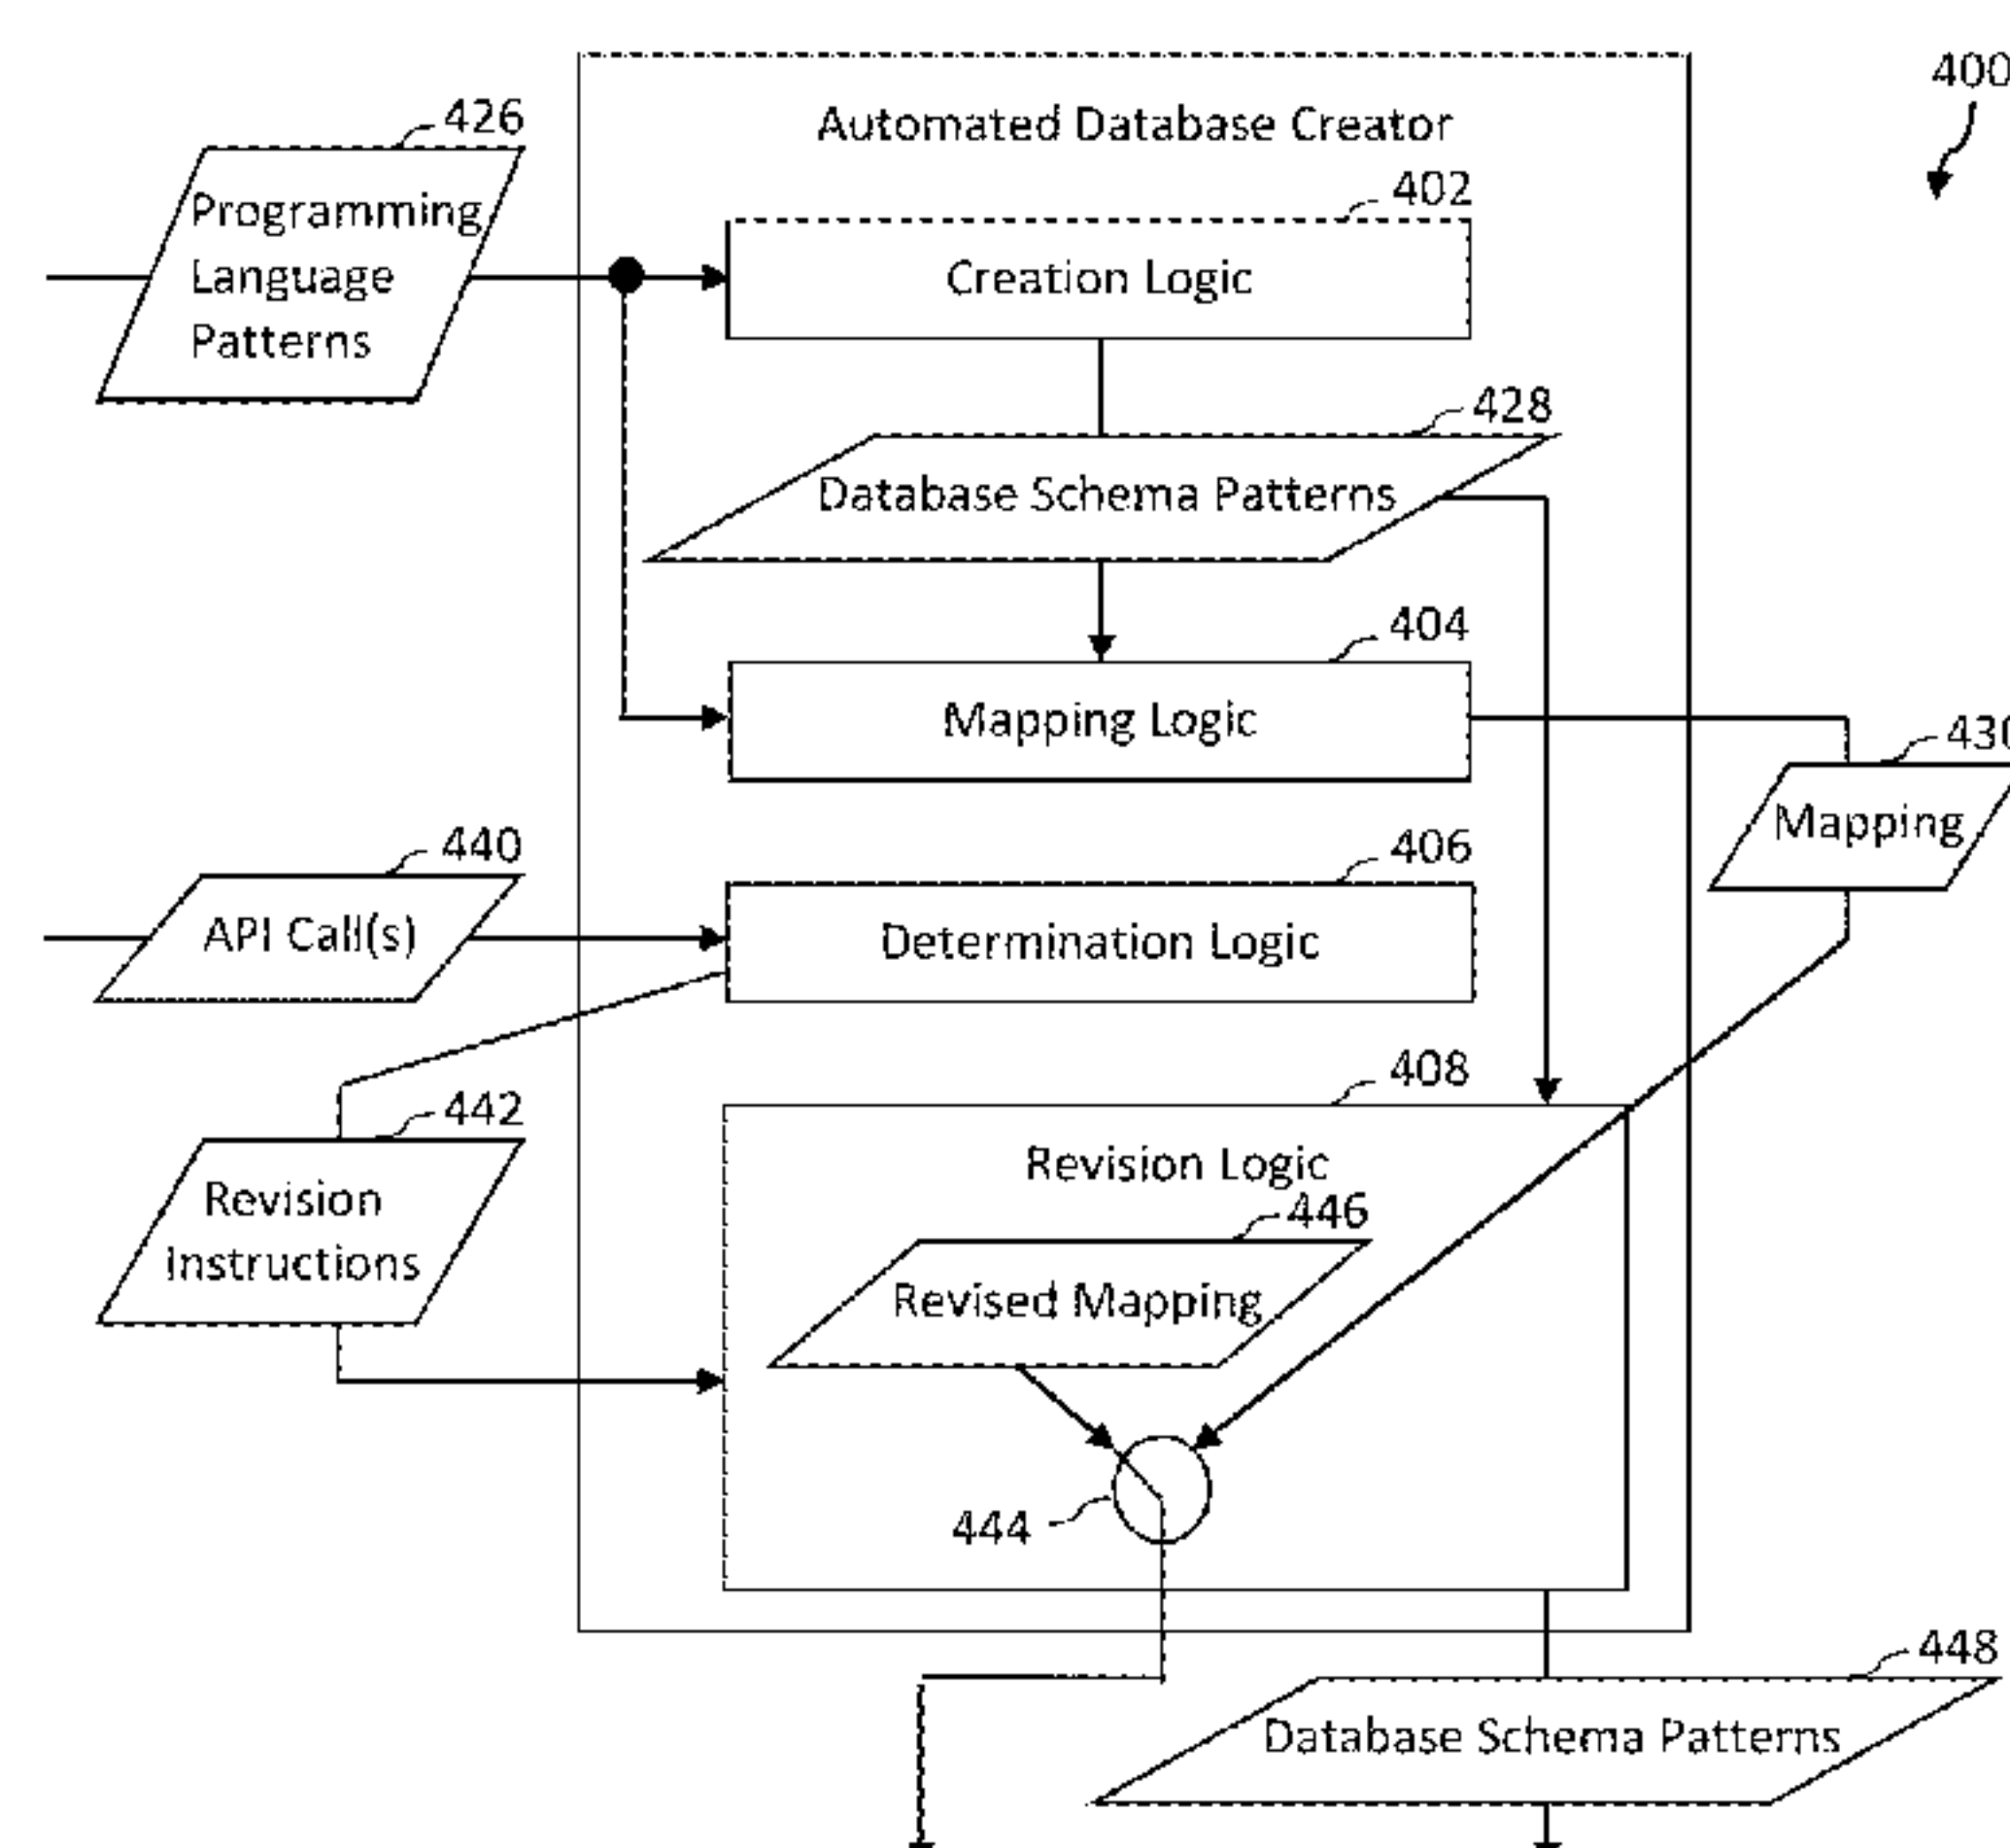 400
426
Automated Database Creator
Programming
Language
Patterns
402
Creation Logic
428
Database Schema Patterns
404
Mapping Logic
430
Mapping
440
API Call(s)
406
Determination Logic
408
442
Revision
Instructions
Revision Logic
446
Revised Mapping
444
448
Database Schema Patterns